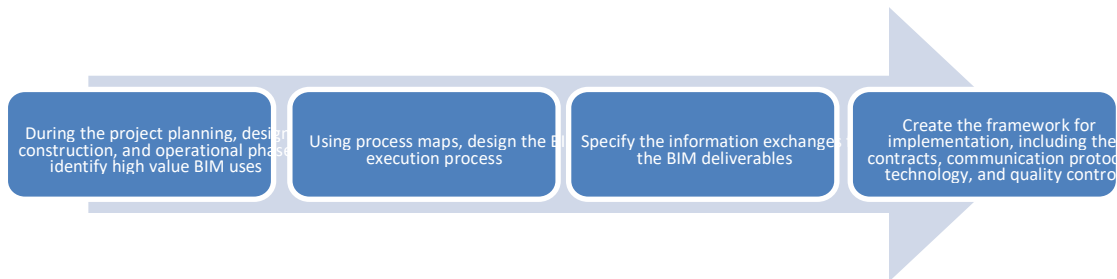 During the project planning, desig
construction, and operational phase
identify high value BIM uses
Using process maps, design the BI
execution process
Specify the information exchanges
the BIM deliverables
Create the framework for
implementation, including the
contracts, communication protoc
technology, and quality contro